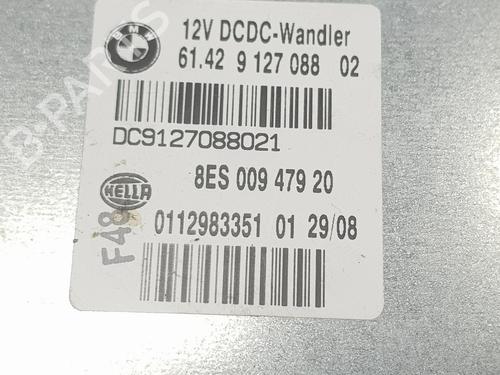 BMW
12V DCDC-Wandler
61.42 9 127 088 02
DC9127088021
8ES 009 479 20
HELLA
F48
0112983351 01 29/08
B-PARTS